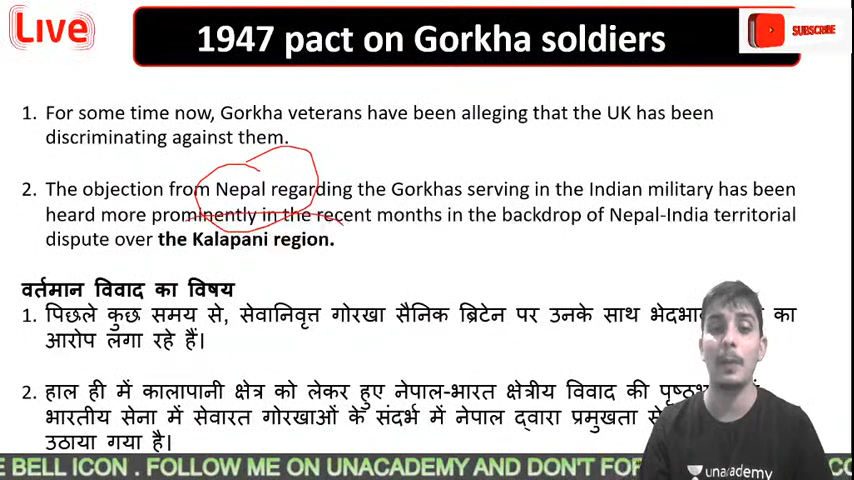 Live
1947 pact on Gorkha soldiers
SUBSCRIBE
1. For some time now, Gorkha veterans have been alleging that the UK has been
discriminating against them.
2. The objection from Nepal regarding the Gorkhas serving in the Indian military has been
heard more prominently in the recent months in the backdrop of Nepal-India territorial
dispute over the Kalapani region.
वर्तमान विवाद का विषय
1. पिछले कुछ समय से, सेवानिवृत्त गोरखा सैनिक ब्रिटेन पर उनके साथ का
आरोप लगा रहे हैं।
2. हाल ही में कालापानी क्षेत्र को लेकर हुए नेपाल-भारत क्षेत्रीय विवाद की
भारतीय सेना में सेवारत गोरखाओं के संदर्भ में नेपाल द्वारा प्रमुखता से
उठाया गया है।
unacademy
E BELL ICON . FOLLOW ME ON UNACADEMY AND DON'T FOR